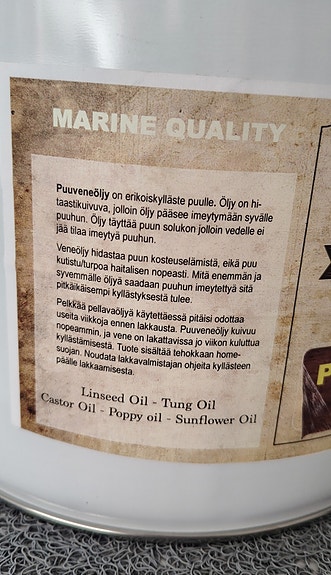 MARINE QUALITY
Puuveneöljy on erikoiskylläste puulle. Öljy on hi-
taastikuivuva, jolloin öljy pääsee imeytymään syvälle
puuhun. Öljy täyttää puun solukon jolloin vedelle ei
jää tilaa imeytyä puuhun.
Veneöljy hidastaa puun kosteuselämistä, eikä puu
kutistu/turpoa haitalisen nopeasti. Mitä enemmän ja
syvemmälle öljyä saadaan puuhun imeytettyä sitä
pitkäikäisempi kyllästyksestä tulee.
Pelkkää pellavaöljyä käytettäessä pitäisi odottaa
useita viikkoja ennen lakkausta. Puuveneöljy kuivuu
nopeammin, ja vene on lakattavissa jo viikon kuluttua
kyllästämisestä. Tuote sisältää tehokkaan home-
suojan. Noudata lakkavalmistajan ohjeita kyllästeen
päälle lakkaamisesta.
Linseed Oil - Tung Oil
Castor Oil - Poppy oil - Sunflower Oil
P